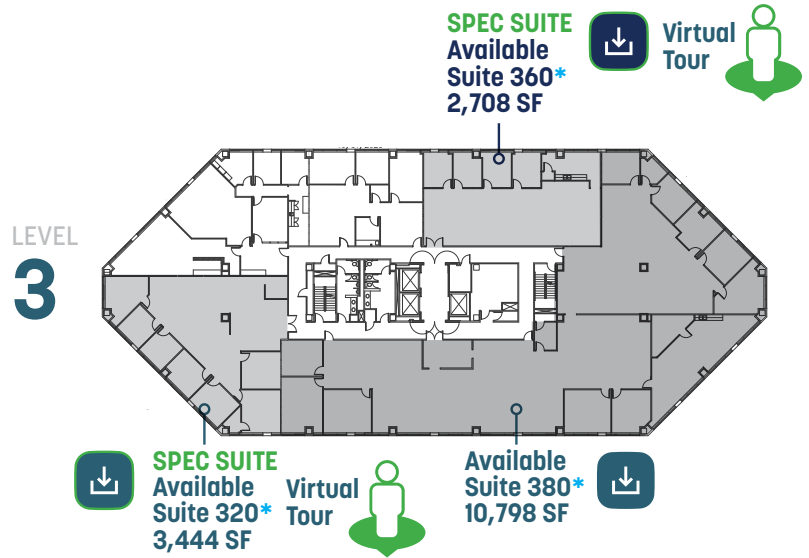 SPEC SUITE
Available
Suite 360*
2,708 SF
Virtual
Tour
LEVEL
3
SPEC SUITE
Available
Suite 320*
3,444 SF
Virtual
Tour
Available
Suite 380*
10,798 SF